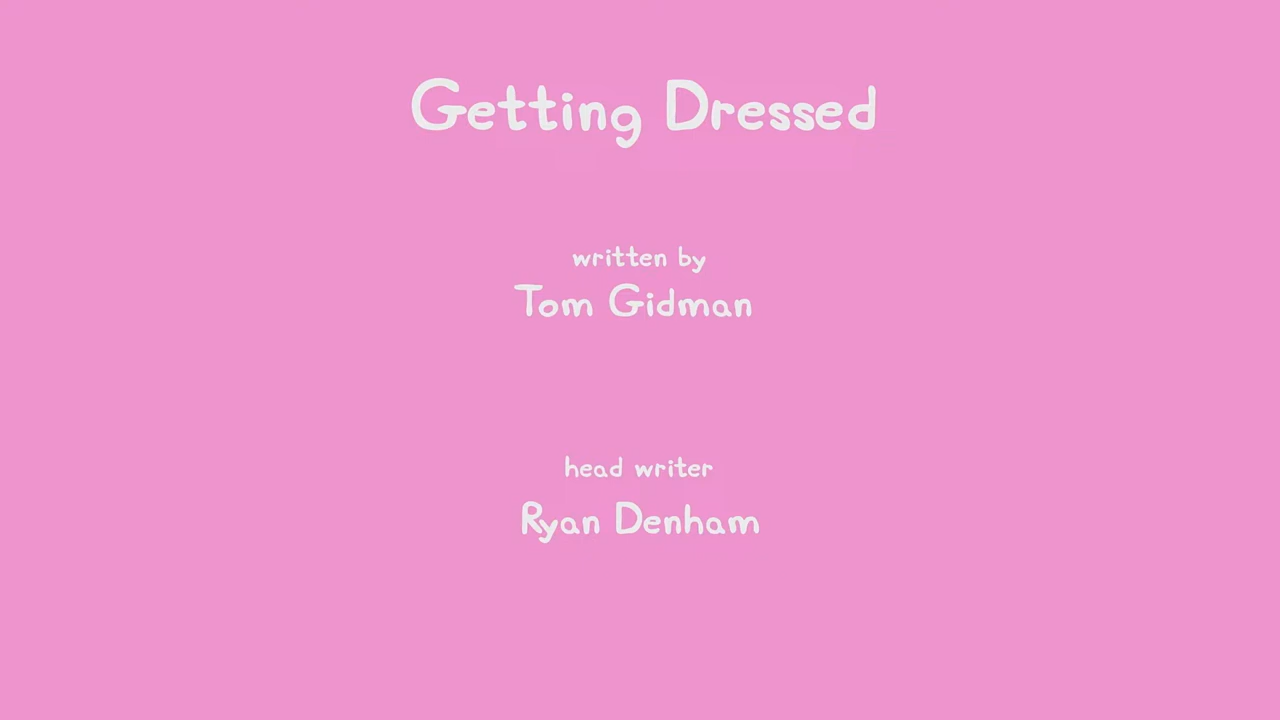 Getting Dressed
written by
Tom Gidman
head writer
Ryan Denham